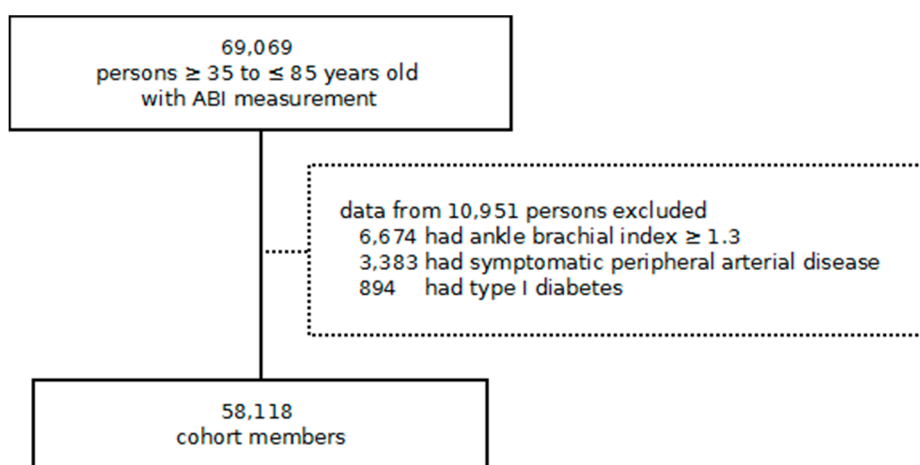 69,069
persons ≥ 35 to ≤ 85 years old
with ABI measurement
data from 10,951 persons excluded
6,674 had ankle brachial index ≥ 1.3
3,383 had symptomatic peripheral arterial disease
894 had type I diabetes
58,118
cohort members